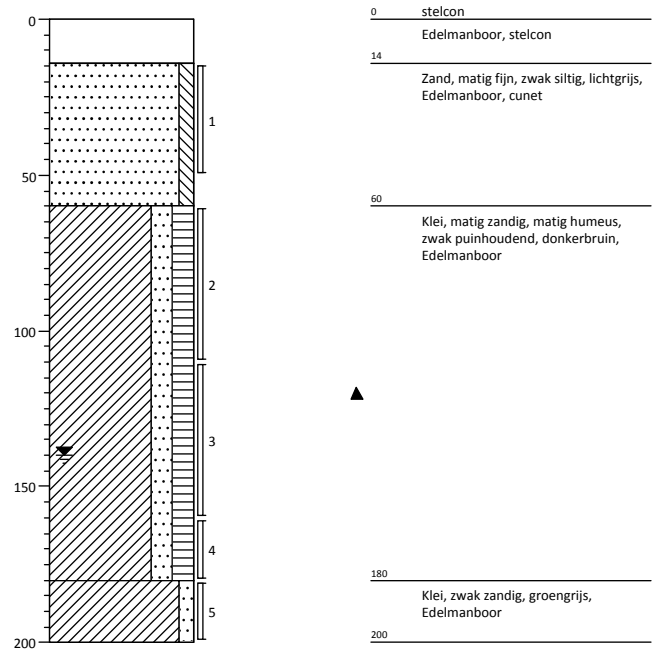 0
50
100
150
200
1
2
3
4
5
0
stelcon
Edelmanboor, stelcon
14
Zand, matig fijn, zwak siltig, lichtgrijs,
Edelmanboor, cunet
60
Klei, matig zandig, matig humeus,
zwak puinhoudend, donkerbruin,
Edelmanboor
180
Klei, zwak zandig, groengrijs,
Edelmanboor
200